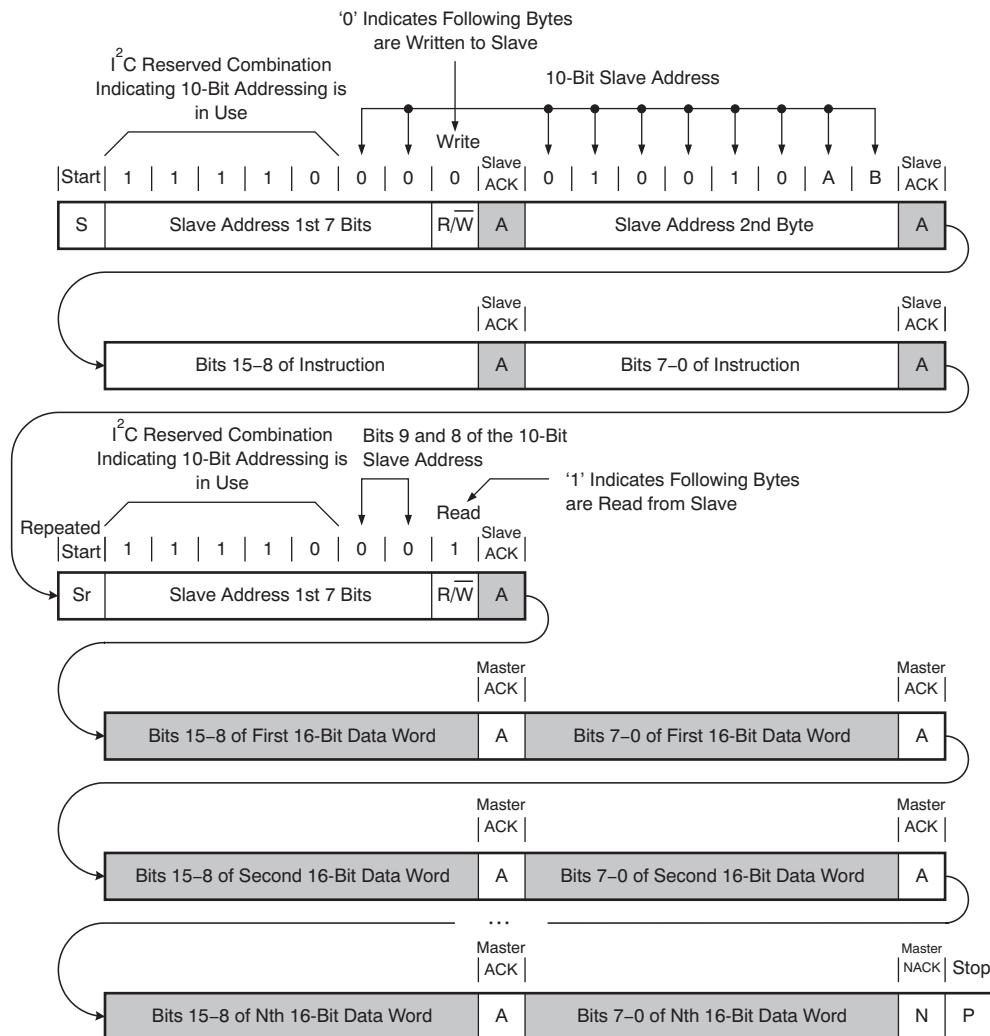 '0' Indicates Following Bytes
are Written to Slave
I²C Reserved Combination
Indicating 10-Bit Addressing is
in Use
10-Bit Slave Address
Write
Start 1 1 1 1 0 0 0 0 Slave ACK 0 1 0 0 1 0 A B Slave ACK
S Slave Address 1st 7 Bits R/W̅ A Slave Address 2nd Byte A
Slave ACK Slave ACK
Bits 15–8 of Instruction A Bits 7–0 of Instruction A
I²C Reserved Combination
Indicating 10-Bit Addressing is
in Use
Bits 9 and 8 of the 10-Bit
Slave Address
'1' Indicates Following Bytes
are Read from Slave
Read
Repeated
Start 1 1 1 1 0 0 0 1 Slave ACK
Sr Slave Address 1st 7 Bits R/W̅ A
Master ACK Master ACK
Bits 15–8 of First 16-Bit Data Word A Bits 7–0 of First 16-Bit Data Word A
Master ACK Master ACK
Bits 15–8 of Second 16-Bit Data Word A Bits 7–0 of Second 16-Bit Data Word A
...
Master ACK Master NACK Stop
Bits 15–8 of Nth 16-Bit Data Word A Bits 7–0 of Nth 16-Bit Data Word N P